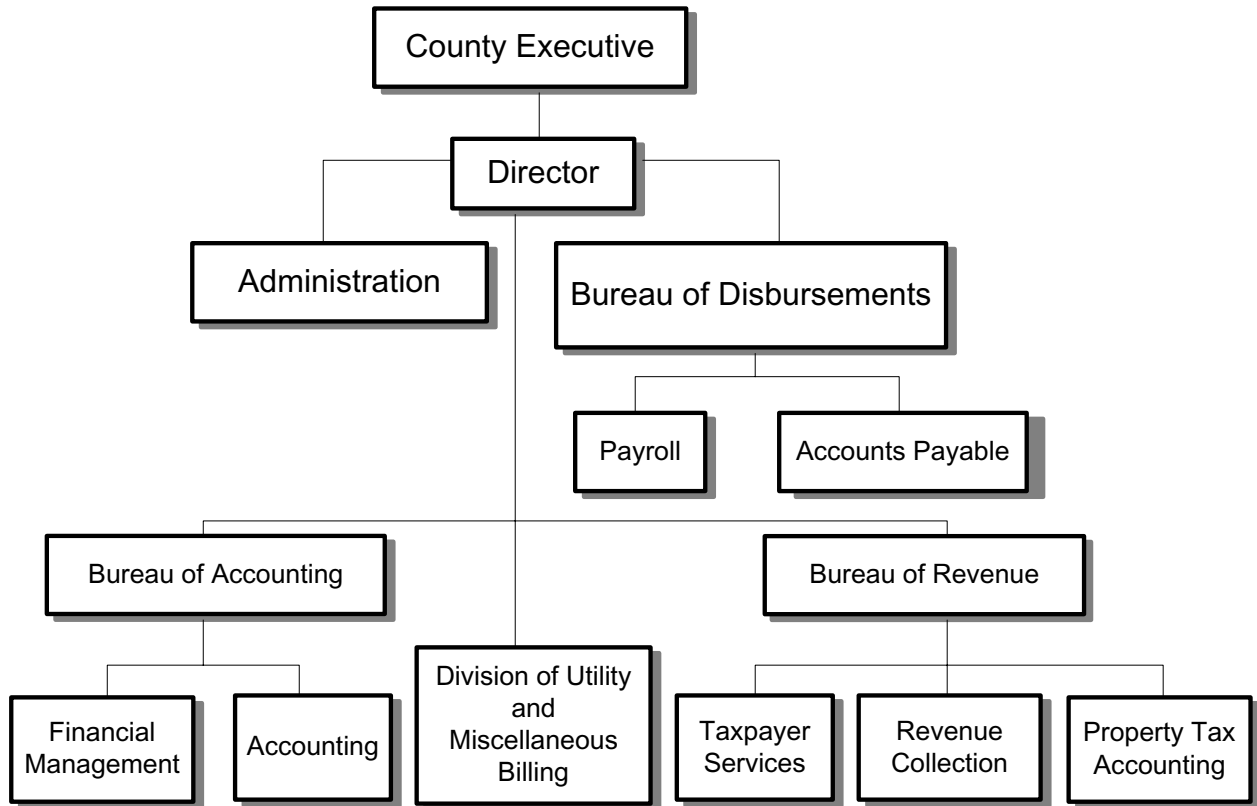 County Executive
Director
Administration
Bureau of Disbursements
Payroll
Accounts Payable
Bureau of Accounting
Bureau of Revenue
Financial
Management
Accounting
Division of Utility
and
Miscellaneous
Billing
Taxpayer
Services
Revenue
Collection
Property Tax
Accounting